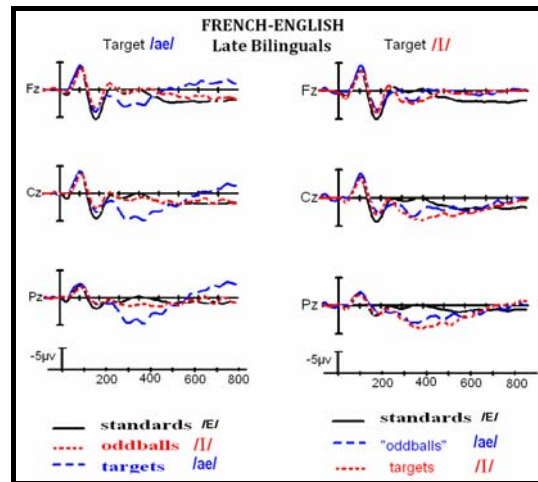 FRENCH-ENGLISH
Late Bilinguals
Target /ae/
Target /I/
Fz
Fz
Cz
Cz
Pz
Pz
-5µv
200 400 600 800
-5µv
200 400 600 800
standards /E/
oddballs /I/
targets /ae/
standards /E/
"oddballs" /ae/
targets /I/